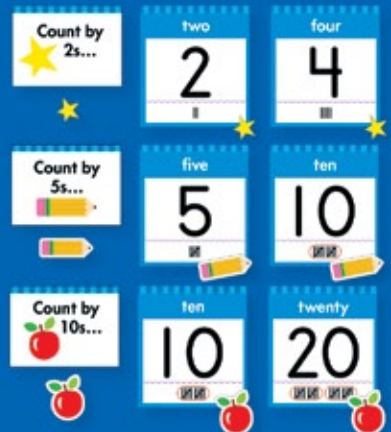 Count by
2s...
two
2
four
4
Count by
5s...
five
5
ten
10
Count by
10s...
ten
10
twenty
20